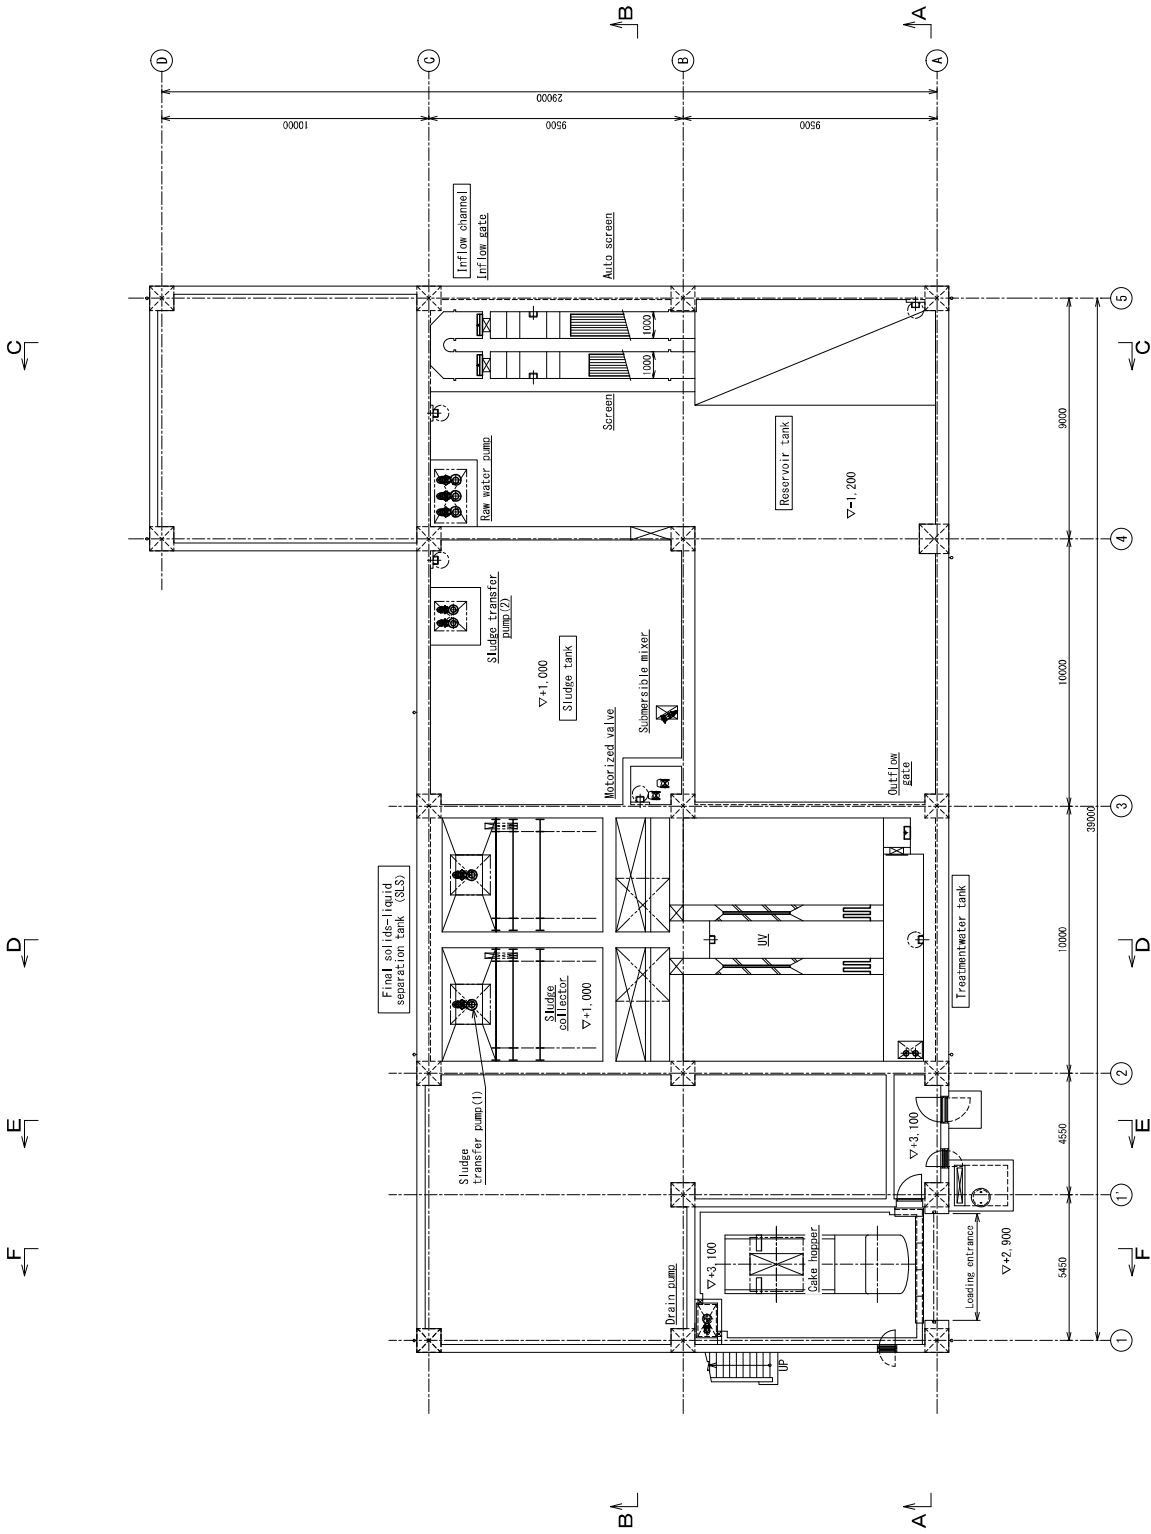 B
A
D
C
B
A
29000
10000
9500
9500
Inflow channel
Inflow gate
Auto screen
C
C
5
1000
1000
Screen
Raw water pump
Reservoir tank
▽-1,200
9000
4
Sludge transfer
pump(2)
▽+1,000
Sludge tank
Submersible mixer
Motorized valve
Outflow
gate
10000
3
39000
Final solids-liquid
separation tank (SLS)
D
D
UV
Treatmentwater tank
Sludge
collector
▽+1,000
10000
2
Sludge
transfer pump(1)
E
E
▽+3,100
4550
1'
F
F
Drain pump
▽+3,100
Cake hopper
Loading entrance
▽+2,900
5450
UP
1
B
A